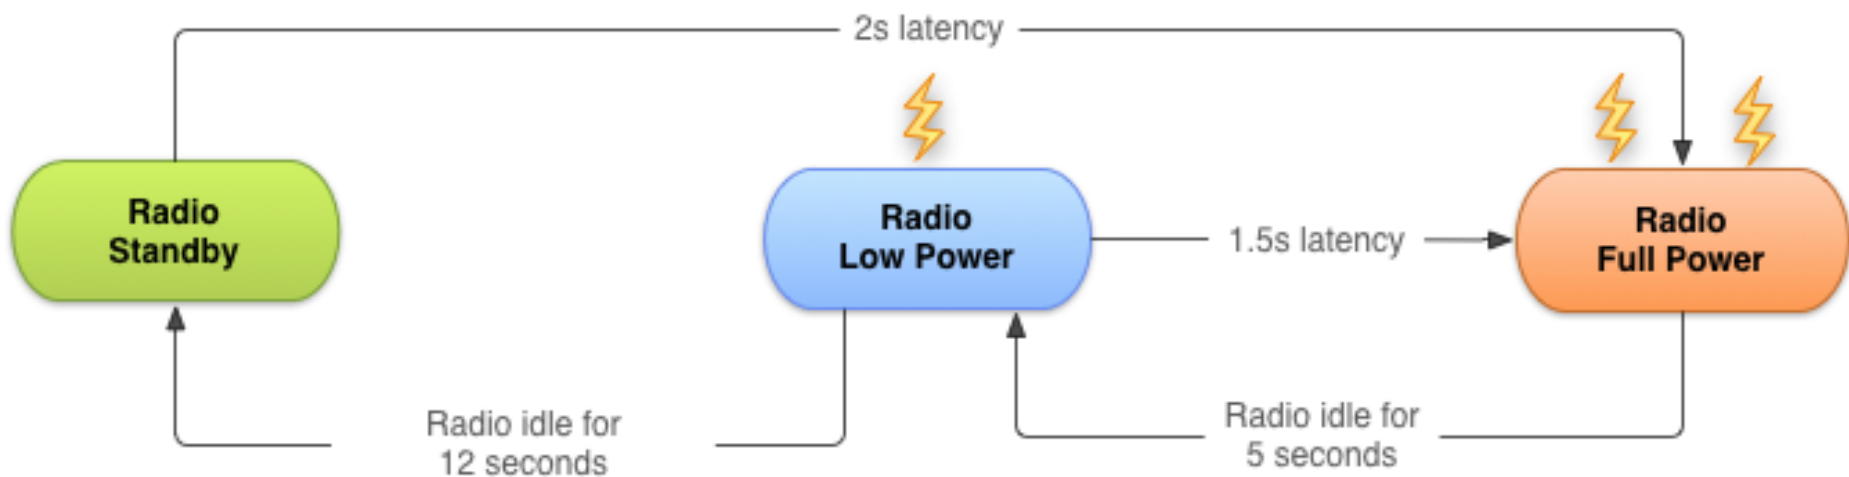 2s latency
Radio
Standby
Radio
Low Power
1.5s latency
Radio
Full Power
Radio idle for
12 seconds
Radio idle for
5 seconds